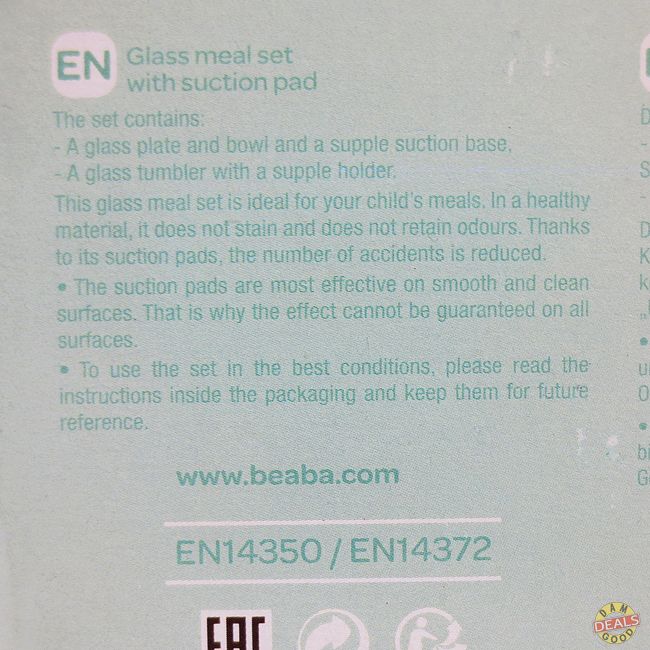 EN
Glass meal set
with suction pad
The set contains:
- A glass plate and bowl and a supple suction base,
- A glass tumbler with a supple holder.
This glass meal set is ideal for your child's meals. In a healthy
material, it does not stain and does not retain odours. Thanks
to its suction pads, the number of accidents is reduced.
• The suction pads are most effective on smooth and clean
surfaces. That is why the effect cannot be guaranteed on all
surfaces.
• To use the set in the best conditions, please read the
instructions inside the packaging and keep them for future
reference.
www.beaba.com
EN14350 / EN14372
EAC
DAM
DEALS
GOOD